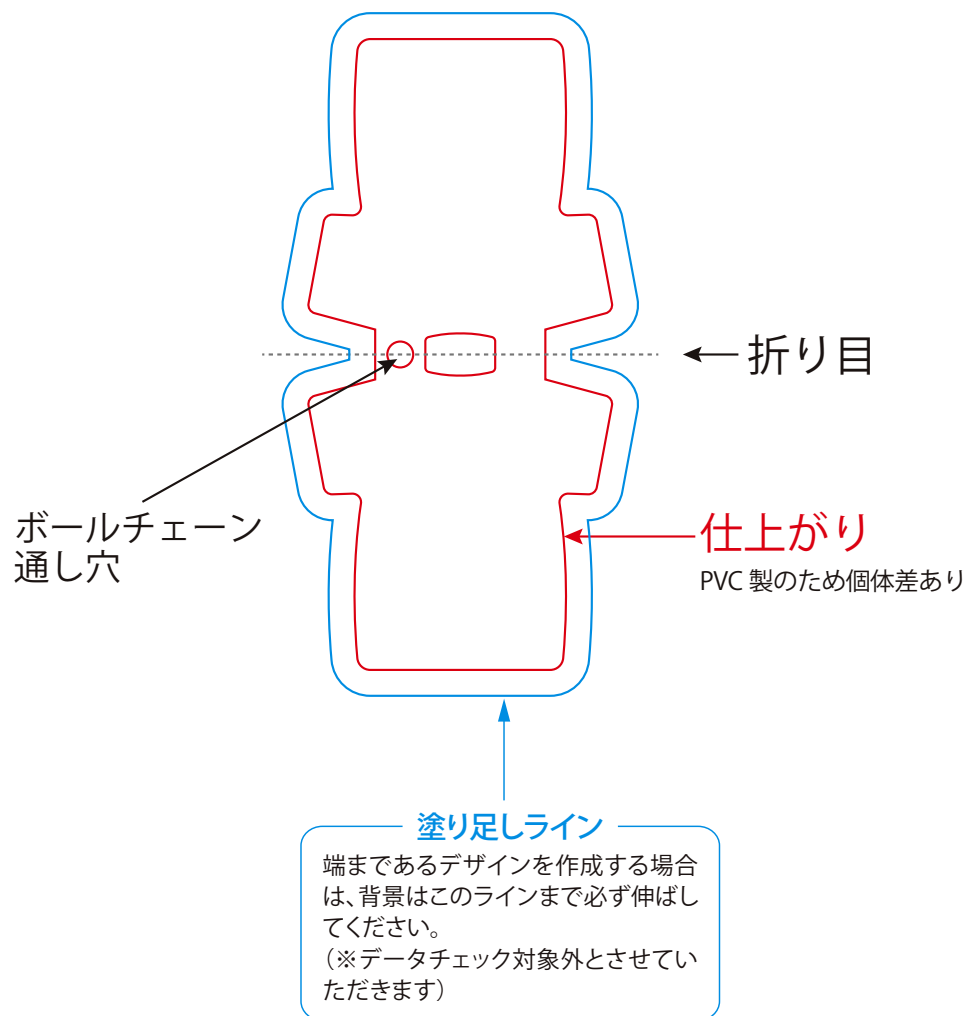 折り目
ボールチェーン
通し穴
仕上がり
PVC 製のため個体差あり
塗り足しライン
端まであるデザインを作成する場合
は、背景はこのラインまで必ず伸ばし
てください。
（※データチェック対象外とさせてい
ただきます）